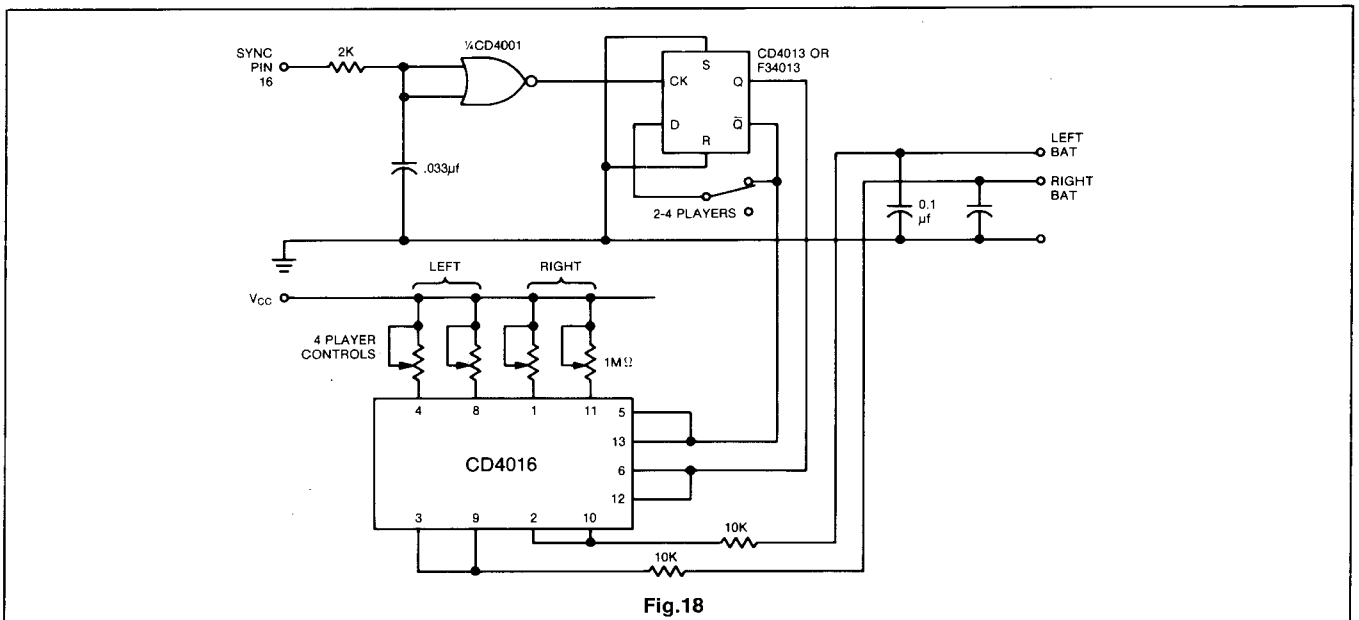 SYNC
PIN
16
2K
¼CD4001
.033µf
CD4013 OR
F34013
S
CK
Q
D
Q̅
R
2-4 PLAYERS
LEFT
BAT
RIGHT
BAT
0.1
µf
VCC
LEFT
RIGHT
4 PLAYER
CONTROLS
1MΩ
4
8
1
11
5
13
6
12
CD4016
3
9
2
10
10K
10K
Fig.18